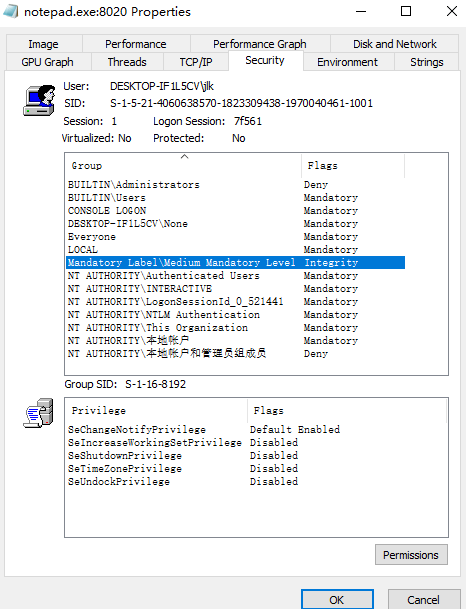 notepad.exe:8020 Properties
Image Performance Performance Graph Disk and Network
GPU Graph Threads TCP/IP Security Environment Strings
User: DESKTOP-IF1L5CV\jlk
SID: S-1-5-21-4060638570-1823309438-1970040461-1001
Session: 1 Logon Session: 7f561
Virtualized: No Protected: No
Group Flags
BUILTIN\Administrators Deny
BUILTIN\Users Mandatory
CONSOLE LOGON Mandatory
DESKTOP-IF1L5CV\None Mandatory
Everyone Mandatory
LOCAL Mandatory
Mandatory Label\Medium Mandatory Level Integrity
NT AUTHORITY\Authenticated Users Mandatory
NT AUTHORITY\INTERACTIVE Mandatory
NT AUTHORITY\LogonSessionId_0_521441 Mandatory
NT AUTHORITY\NTLM Authentication Mandatory
NT AUTHORITY\This Organization Mandatory
NT AUTHORITY\本地帐户 Mandatory
NT AUTHORITY\本地帐户和管理员组成员 Deny
Group SID: S-1-16-8192
Privilege Flags
SeChangeNotifyPrivilege Default Enabled
SeIncreaseWorkingSetPrivilege Disabled
SeShutdownPrivilege Disabled
SeTimeZonePrivilege Disabled
SeUndockPrivilege Disabled
Permissions
OK Cancel